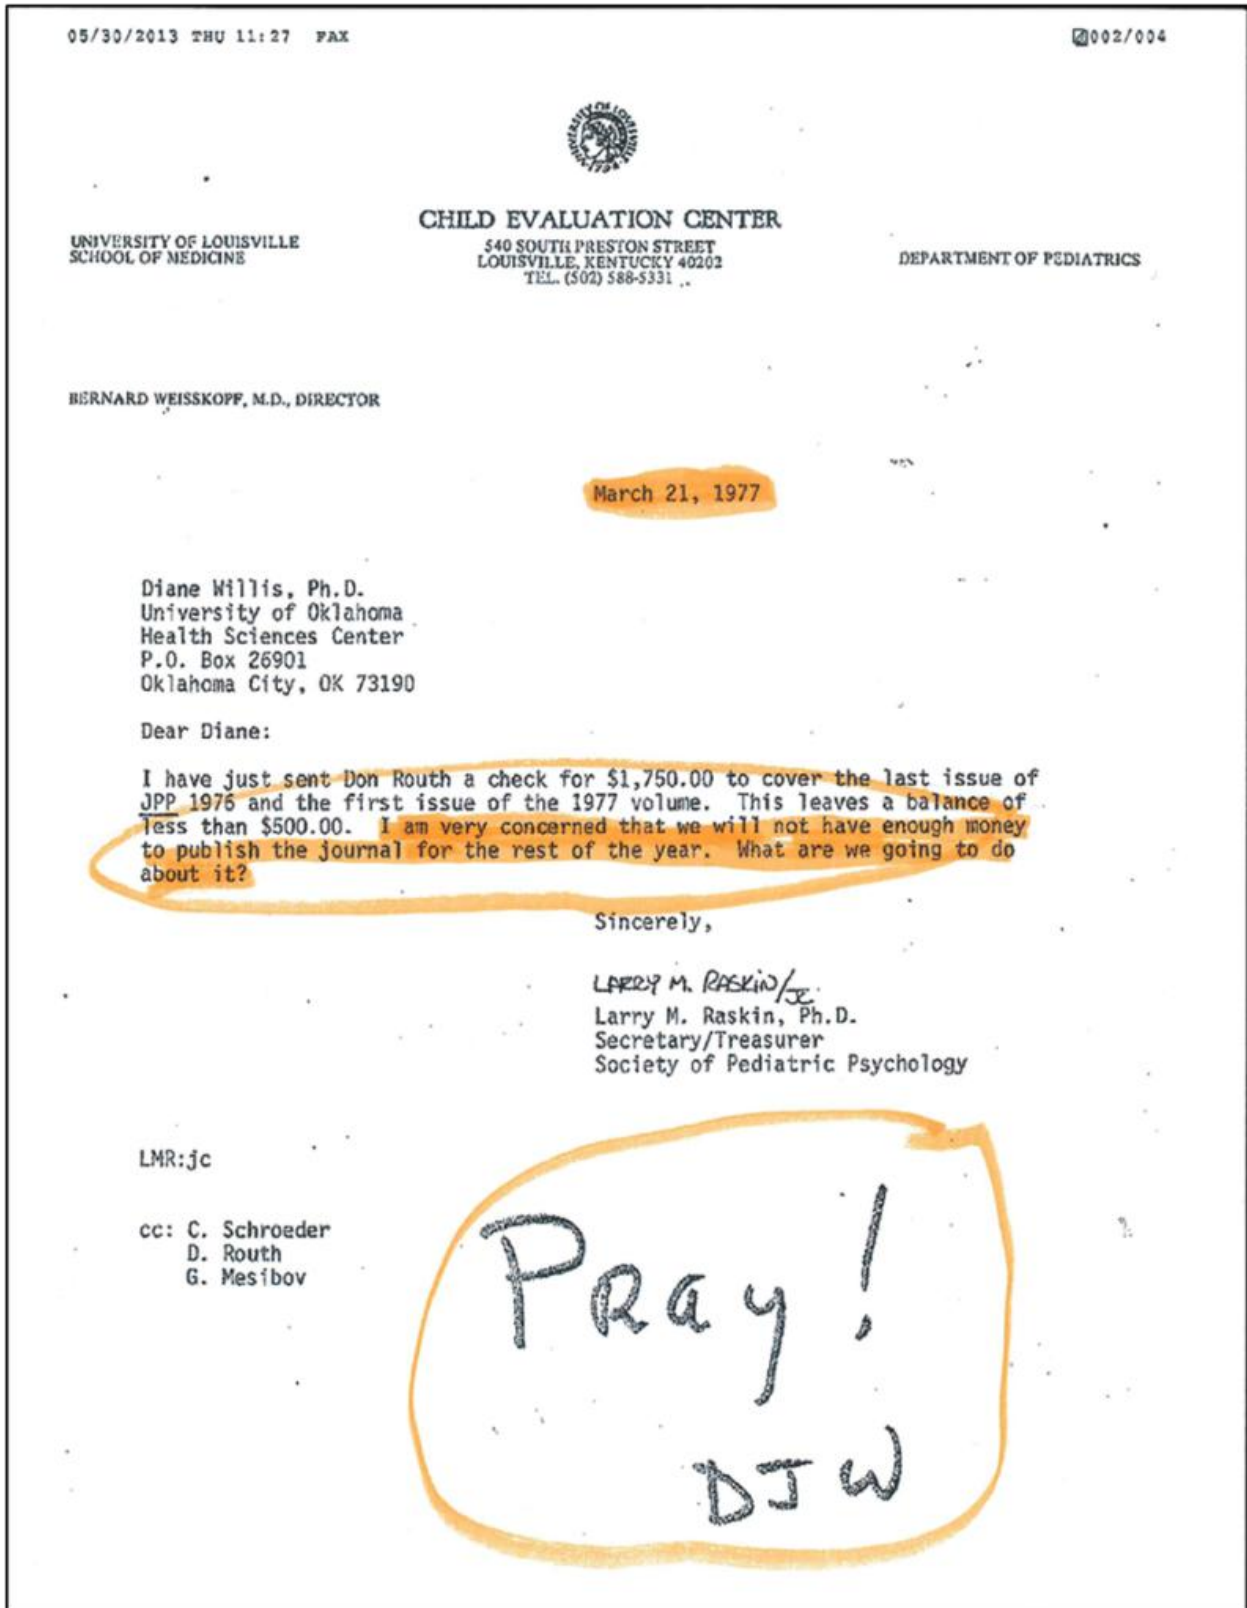 05/30/2013 THU 11:27 FAX
002/004
UNIVERSITY OF LOUISVILLE
1798
CHILD EVALUATION CENTER
540 SOUTH PRESTON STREET
LOUISVILLE, KENTUCKY 40202
TEL. (502) 588-5331
UNIVERSITY OF LOUISVILLE
SCHOOL OF MEDICINE
DEPARTMENT OF PEDIATRICS
BERNARD WEISSKOPF, M.D., DIRECTOR
March 21, 1977
Diane Willis, Ph.D.
University of Oklahoma
Health Sciences Center
P.O. Box 26901
Oklahoma City, OK 73190
Dear Diane:
I have just sent Don Routh a check for $1,750.00 to cover the last issue of
JPP 1976 and the first issue of the 1977 volume. This leaves a balance of
less than $500.00. I am very concerned that we will not have enough money
to publish the journal for the rest of the year. What are we going to do
about it?
Sincerely,
LARRY M. RASKIN/JC
Larry M. Raskin, Ph.D.
Secretary/Treasurer
Society of Pediatric Psychology
LMR:jc
cc: C. Schroeder
D. Routh
G. Mesibov
PRay!
DJW